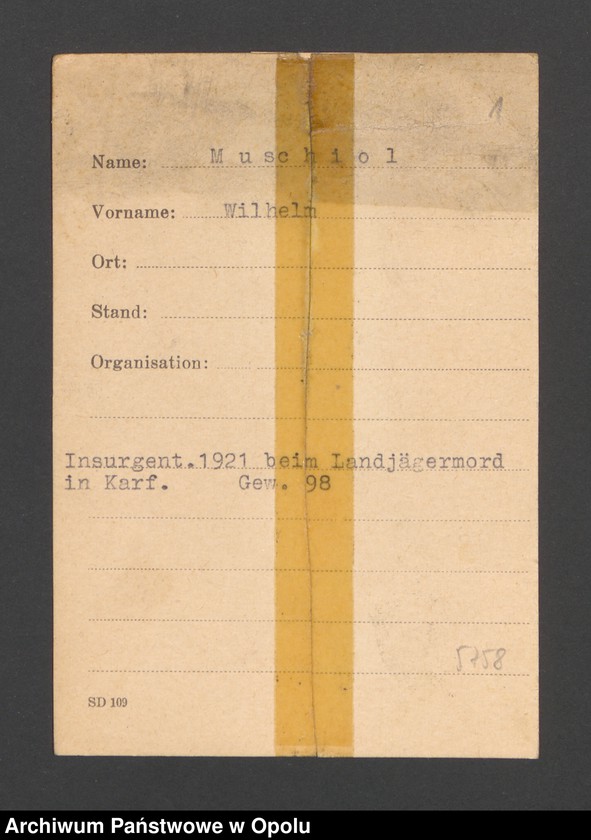 1
Name: Muschiol
Vorname: Wilhelm
Ort:
Stand:
Organisation:
Insurgent.1921 beim Landjägermord
in Karf. Gew. 98
5758
SD 109
Archiwum Państwowe w Opolu